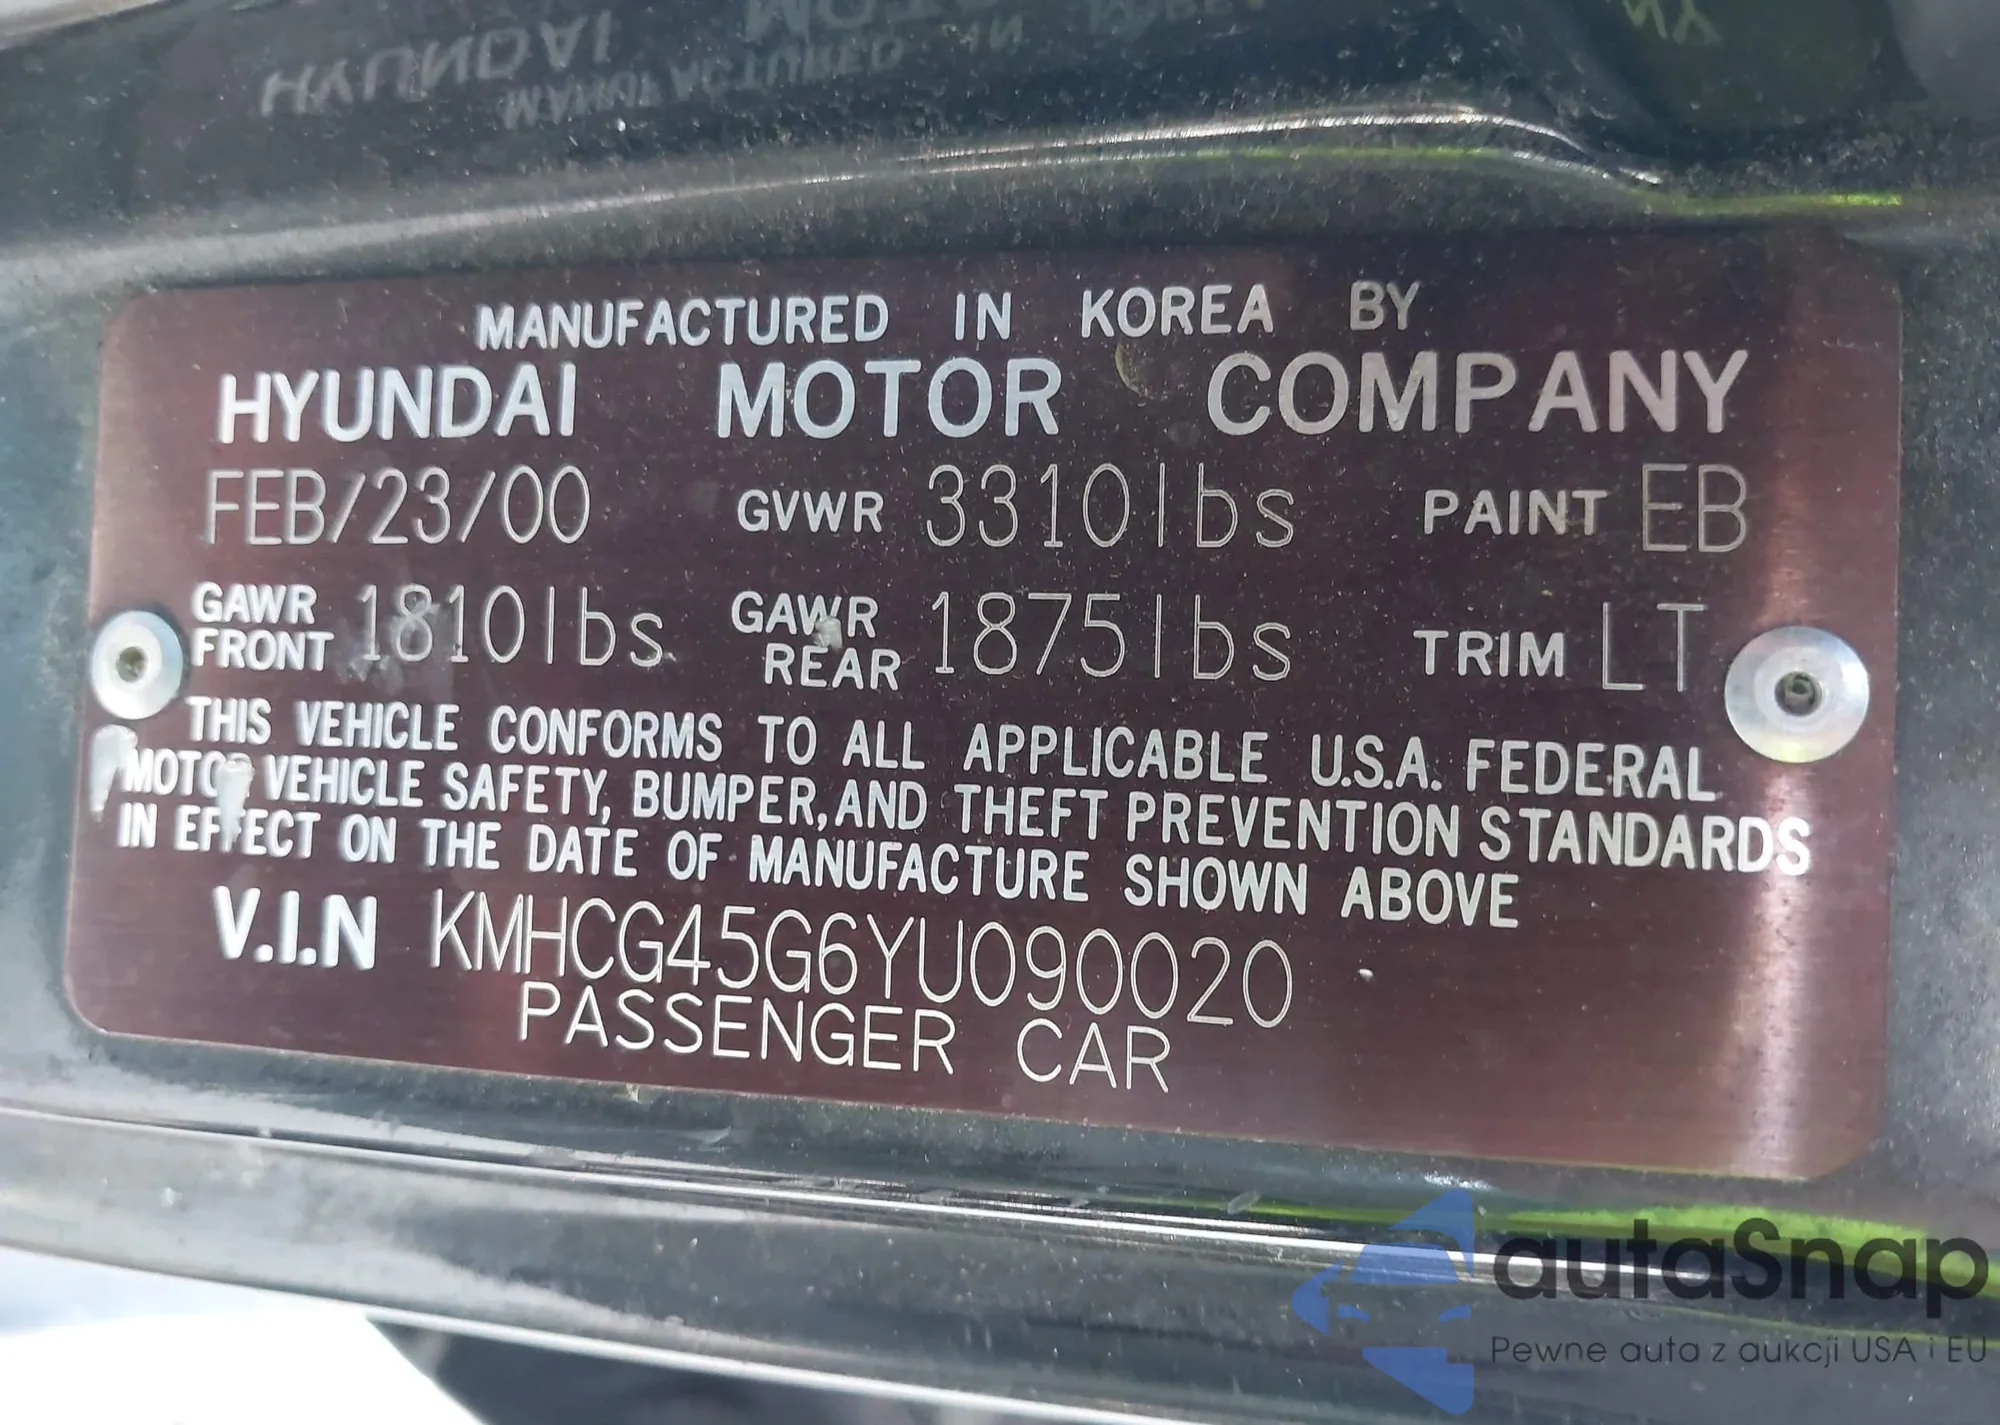 MANUFACTURED IN KOREA BY
HYUNDAI MOTOR COMPANY
FEB/23/00 GVWR 3310lbs PAINT EB
GAWR FRONT 1810lbs GAWR REAR 1875lbs TRIM LT
THIS VEHICLE CONFORMS TO ALL APPLICABLE U.S.A. FEDERAL
MOTOR VEHICLE SAFETY, BUMPER, AND THEFT PREVENTION STANDARDS
IN EFFECT ON THE DATE OF MANUFACTURE SHOWN ABOVE
V.I.N KMHCG45G6YU090020
PASSENGER CAR
autaSnap
Pewne auta z aukcji USA i EU